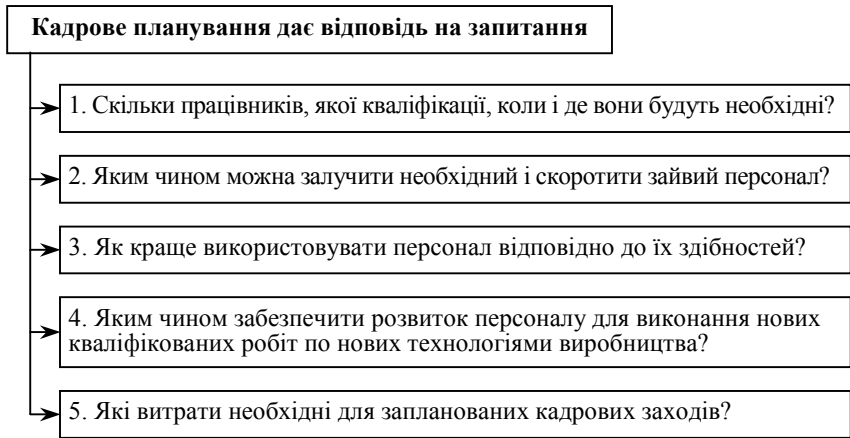 Кадрове планування дає відповідь на запитання
1. Скільки працівників, якої кваліфікації, коли і де вони будуть необхідні?
2. Яким чином можна залучити необхідний і скоротити зайвий персонал?
3. Як краще використовувати персонал відповідно до їх здібностей?
4. Яким чином забезпечити розвиток персоналу для виконання нових
кваліфікованих робіт по нових технологіями виробництва?
5. Які витрати необхідні для запланованих кадрових заходів?